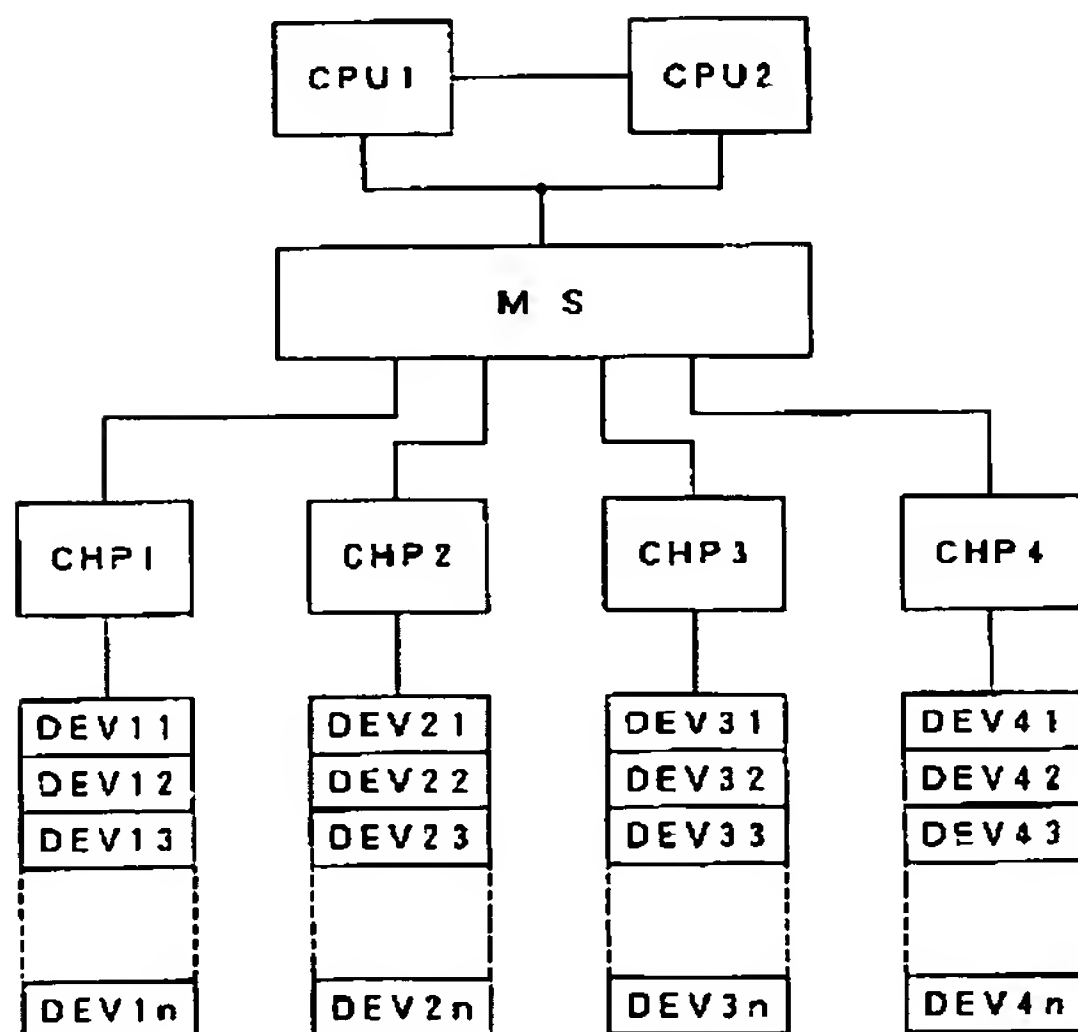 CPU1 CPU2
MS
CHP1 CHP2 CHP3 CHP4
DEV11 DEV21 DEV31 DEV41
DEV12 DEV22 DEV32 DEV42
DEV13 DEV23 DEV33 DEV43
DEV1n DEV2n DEV3n DEV4n